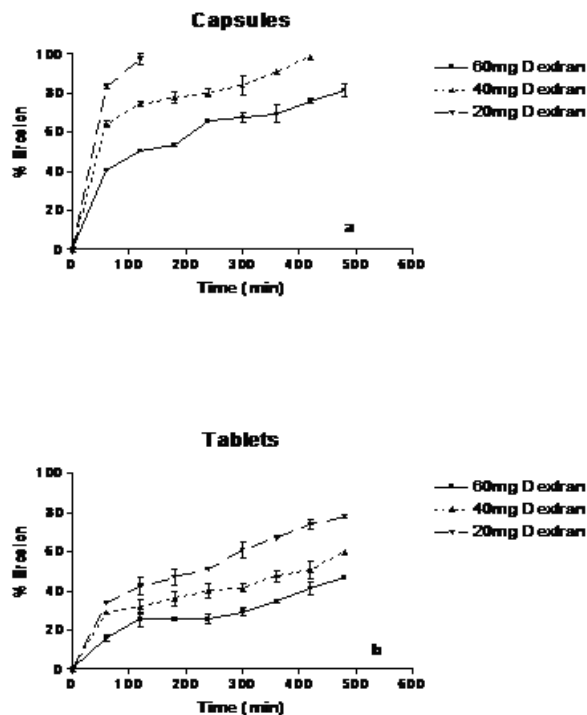 Capsules
% Erosion
100
80
60
40
20
0
0 100 200 300 400 500 600
Time (min)
60mg Dextran
40mg Dextran
20mg Dextran
a
Tablets
% Erosion
100
80
60
40
20
0
0 100 200 300 400 500 600
Time (min)
60mg Dextran
40mg Dextran
20mg Dextran
b